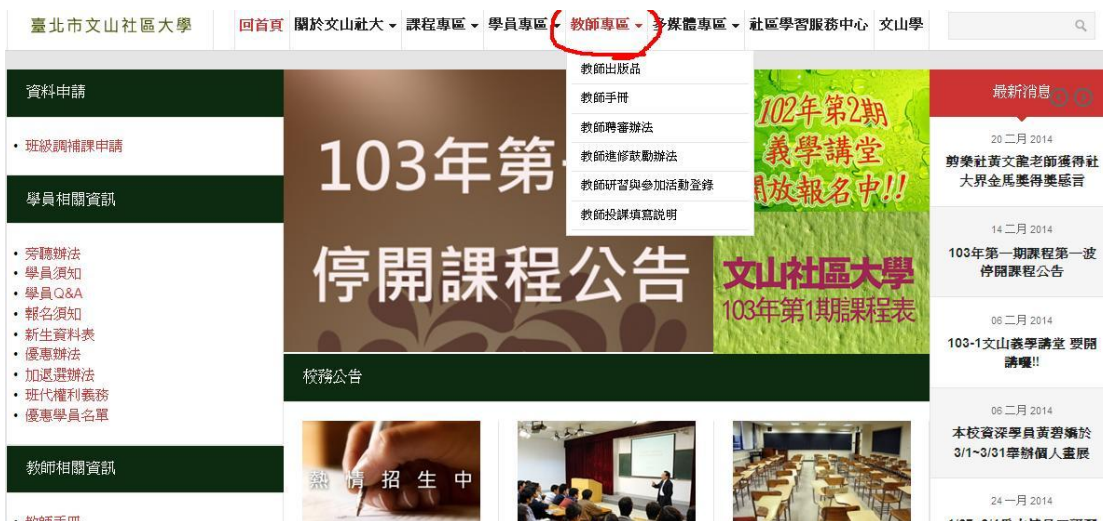 臺北市文山社區大學
回首頁 關於文山社大 課程專區 學員專區 教師專區 多媒體專區 社區學習服務中心 文山學
教師出版品
教師手冊
教師聘審辦法
教師進修鼓勵辦法
教師研習與參加活動登錄
教師投課填寫說明
資料申請
班級調補課申請
學員相關資訊
旁聽辦法
學員須知
學員Q&A
報名須知
新生資料表
優惠辦法
加退選辦法
班代權利義務
優惠學員名單
教師相關資訊
教師手冊
103年第一
停開課程公告
102年第2期
義學講堂
開放報名中!!
文山社區大學
103年第1期課程表
校務公告
熱情招生中
最新消息
20 二月 2014
剪樂社黃文龍老師獲得社
大界金馬獎得獎感言
14 二月 2014
103年第一期課程第一波
停開課程公告
06 二月 2014
103-1文山義學講堂 要開
講囉!!
06 二月 2014
本校資深學員黃碧嬌於
3/1~3/31舉辦個人畫展
24 一月 2014